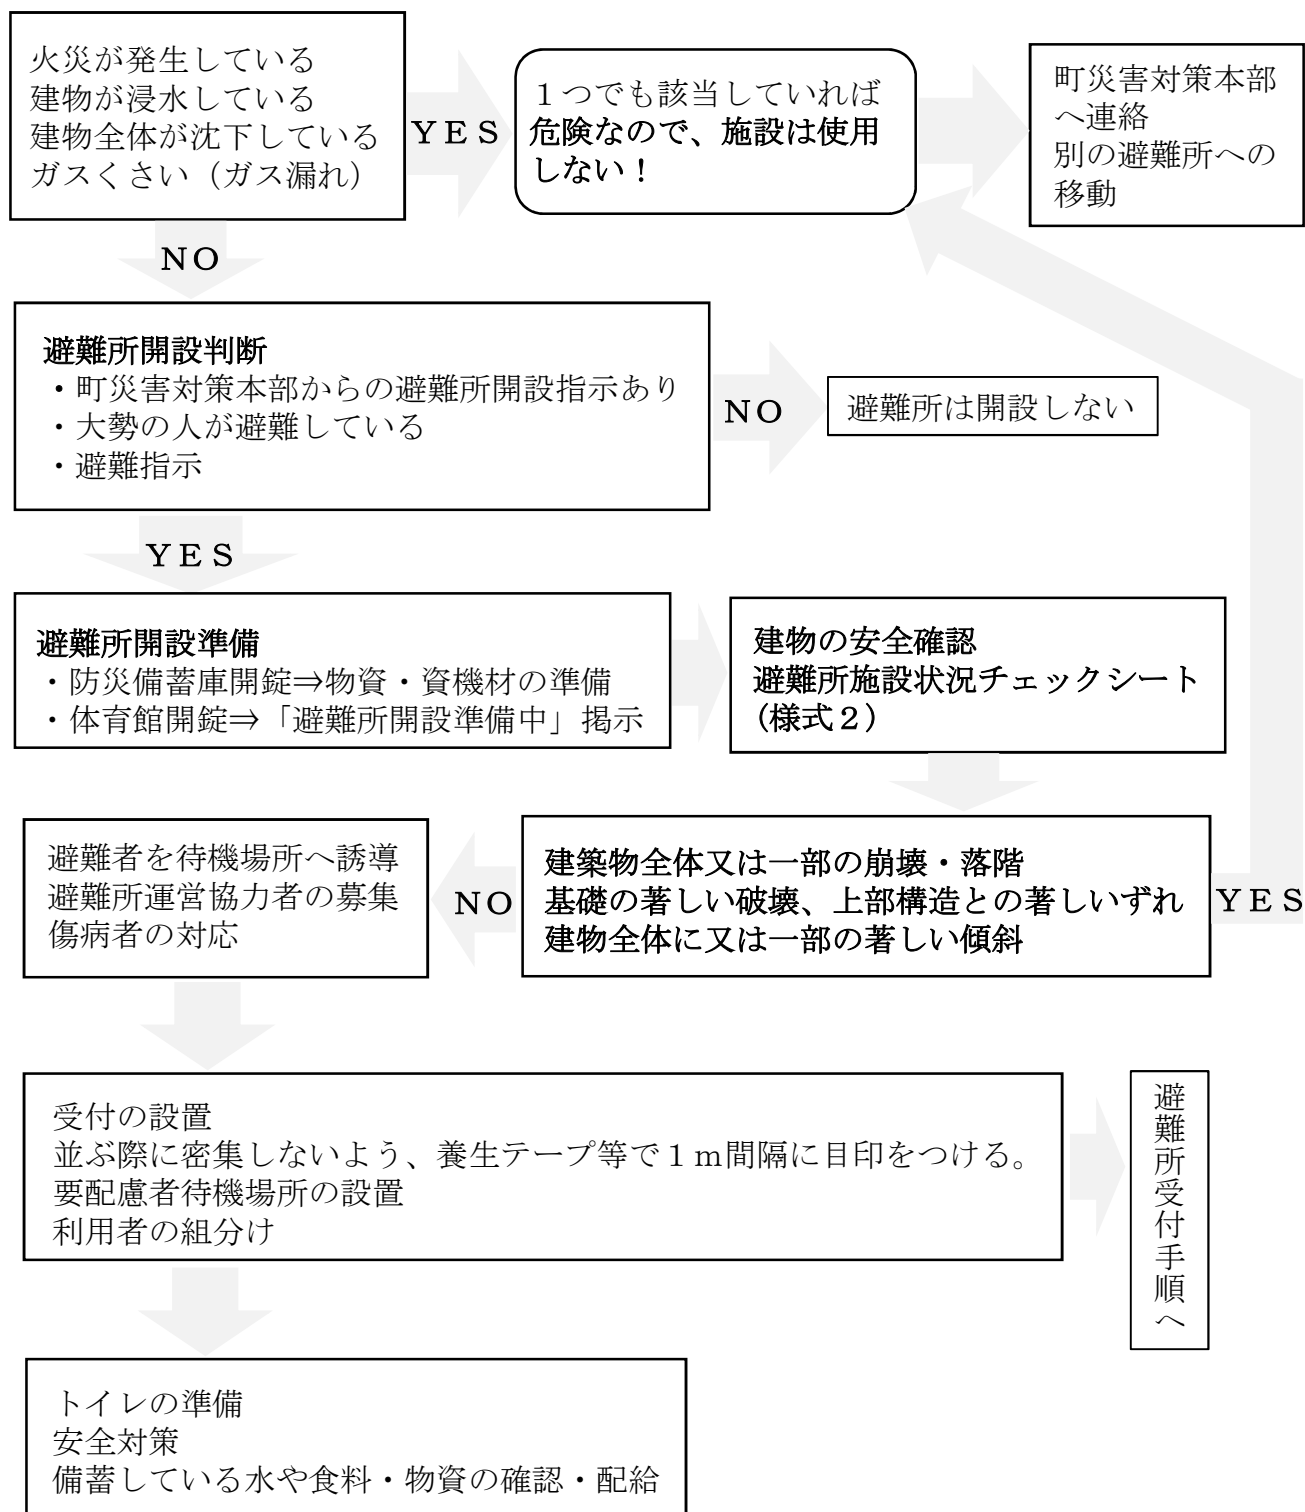 火災が発生している
建物が浸水している
建物全体が沈下している
ガスくさい（ガス漏れ）
ＹＥＳ
１つでも該当していれば
危険なので、施設は使用
しない！
町災害対策本部
へ連絡
別の避難所への
移動
ＮＯ
避難所開設判断
・町災害対策本部からの避難所開設指示あり
・大勢の人が避難している
・避難指示
ＮＯ
避難所は開設しない
ＹＥＳ
避難所開設準備
・防災備蓄庫開錠⇒物資・資機材の準備
・体育館開錠⇒「避難所開設準備中」掲示
建物の安全確認
避難所施設状況チェックシート
（様式２）
建築物全体又は一部の崩壊・落階
基礎の著しい破壊、上部構造との著しいずれ
建物全体に又は一部の著しい傾斜
ＹＥＳ
ＮＯ
避難者を待機場所へ誘導
避難所運営協力者の募集
傷病者の対応
受付の設置
並ぶ際に密集しないよう、養生テープ等で１ｍ間隔に目印をつける。
要配慮者待機場所の設置
利用者の組分け
避難所受付手順へ
トイレの準備
安全対策
備蓄している水や食料・物資の確認・配給